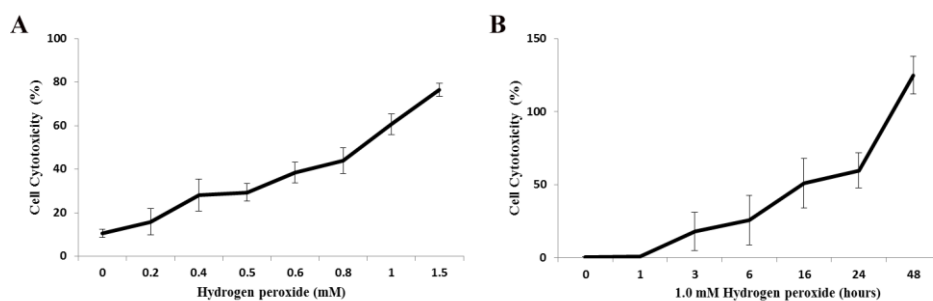 A
Cell Cytotoxicity (%)
100
80
60
40
20
0
0 0.2 0.4 0.5 0.6 0.8 1 1.5
Hydrogen peroxide (mM)
B
Cell Cytotoxicity (%)
150
100
50
0
0 1 3 6 16 24 48
1.0 mM Hydrogen peroxide (hours)